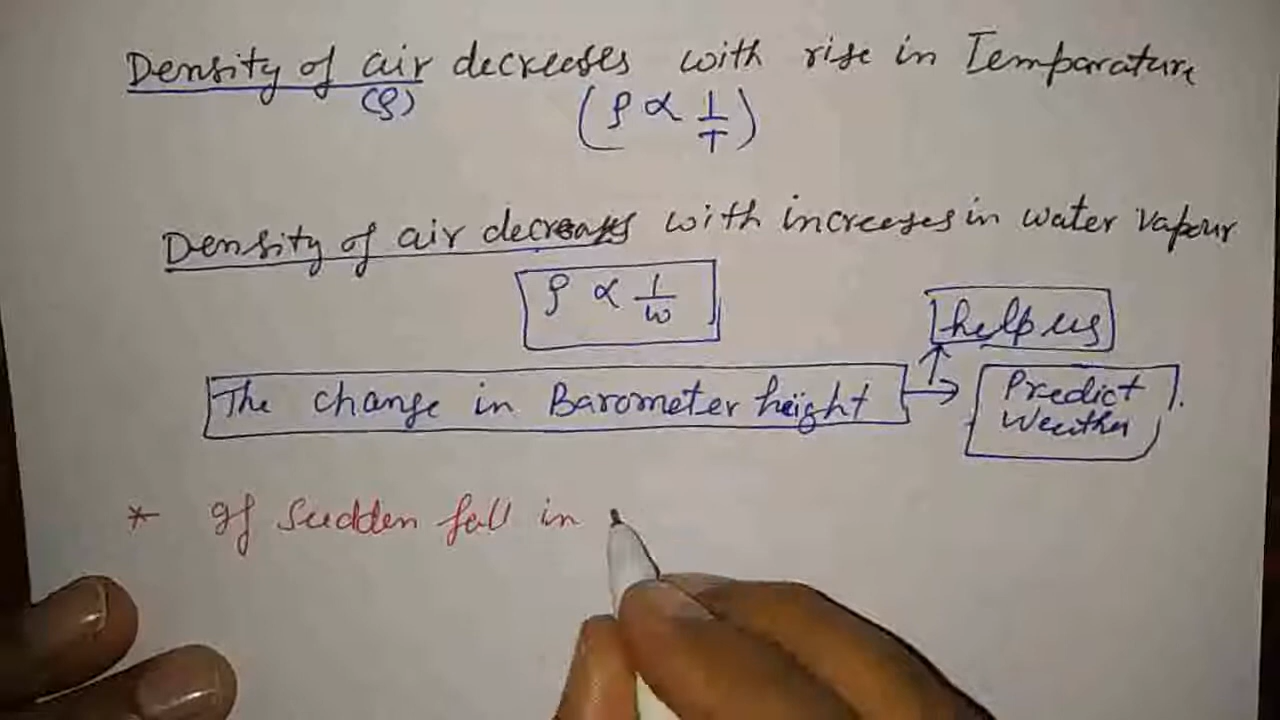 Density of air decreases with rise in Temparature
(ρ) (ρ ∝ 1/T)
Density of air decreases with increases in water vapour
ρ ∝ 1/w
help us
The change in Barometer height → Predict
Weather
* If Sudden fall in